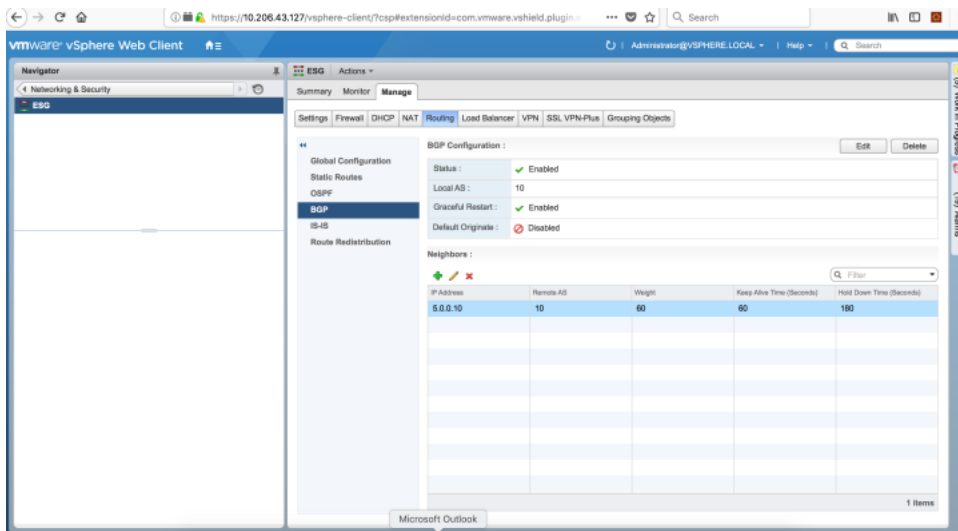 https://10.206.43.127/vsphere-client/?csp#extensionId=com.vmware.vshield.plugin.
Search
vmware vSphere Web Client
Administrator@VSPHERE.LOCAL
Help
Search
Navigator
Networking & Security
ESG
ESG Actions
Summary Monitor Manage
Settings Firewall DHCP NAT Routing Load Balancer VPN SSL VPN-Plus Grouping Objects
Global Configuration
Static Routes
OSPF
BGP
IS-IS
Route Redistribution
BGP Configuration :
Edit Delete
Status : Enabled
Local AS : 10
Graceful Restart : Enabled
Default Originate : Disabled
Neighbors :
Filter
IP Address Remote AS Weight Keep Alive Time (Seconds) Hold Down Time (Seconds)
5.0.0.10 10 60 60 180
1 items
Microsoft Outlook